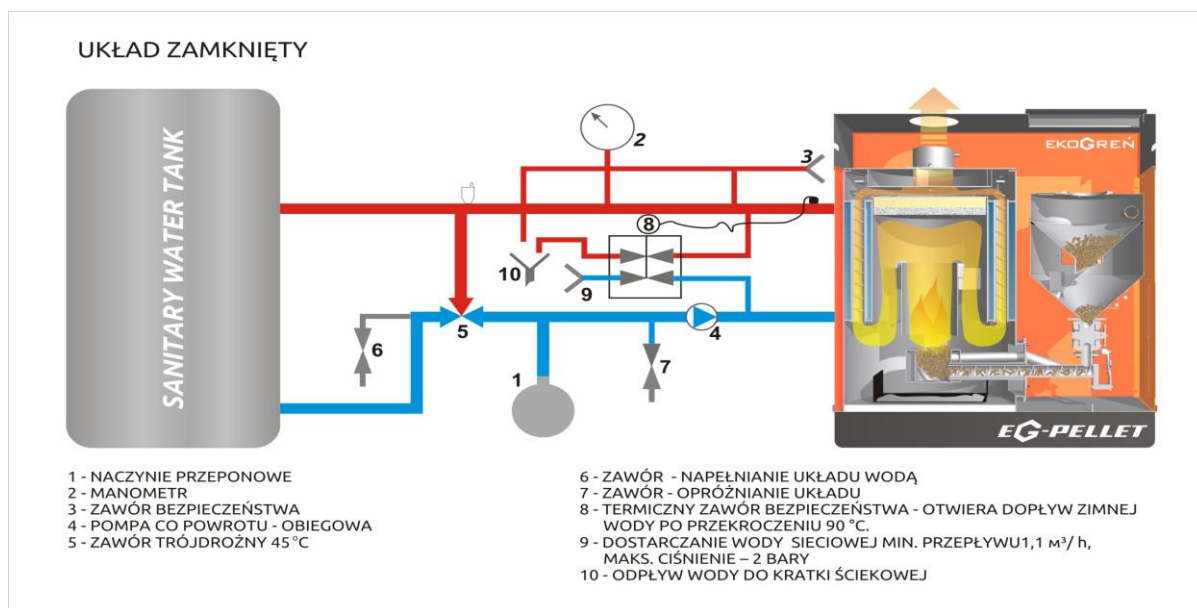 UKŁAD ZAMKNIĘTY
SANITARY WATER TANK
2
3
8
10
9
5
4
6
7
1
EKOGREŃ
EG-PELLET
1 - NACZYNIE PRZEPONOWE
2 - MANOMETR
3 - ZAWÓR BEZPIECZEŃSTWA
4 - POMPA CO POWROTU - OBIEGOWA
5 - ZAWÓR TRÓJDROŻNY 45°C
6 - ZAWÓR - NAPEŁNIANIE UKŁADU WODĄ
7 - ZAWÓR - OPRÓŻNIANIE UKŁADU
8 - TERMICZNY ZAWÓR BEZPIECZEŃSTWA - OTWIERA DOPŁYW ZIMNEJ
WODY PO PRZEKROCZENIU 90 °C.
9 - DOSTARCZANIE WODY SIECIOWEJ MIN. PRZEPŁYWU1,1 м³/ h,
MAKS. CIŚNIENIE – 2 BARY
10 - ODPŁYW WODY DO KRATKI ŚCIEKOWEJ